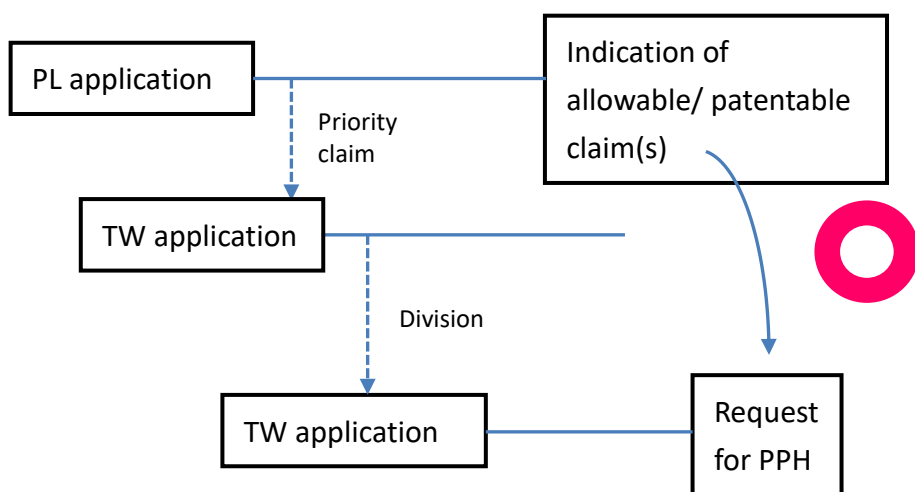 PL application
Indication of
allowable/ patentable
claim(s)
Priority
claim
TW application
Division
TW application
Request
for PPH